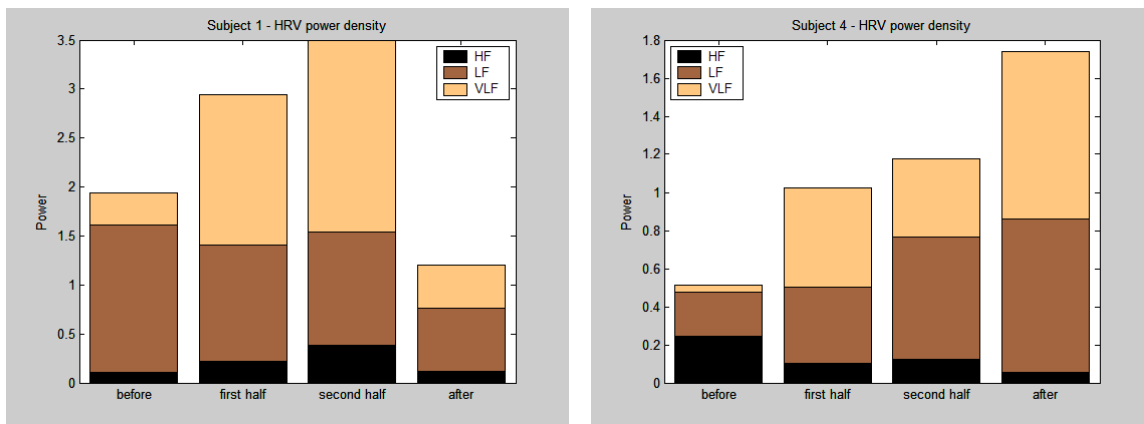 Subject 1 - HRV power density
3.5
3
2.5
2
1.5
1
0.5
0
Power
HF
LF
VLF
before
first half
second half
after
Subject 4 - HRV power density
1.8
1.6
1.4
1.2
1
0.8
0.6
0.4
0.2
0
Power
HF
LF
VLF
before
first half
second half
after